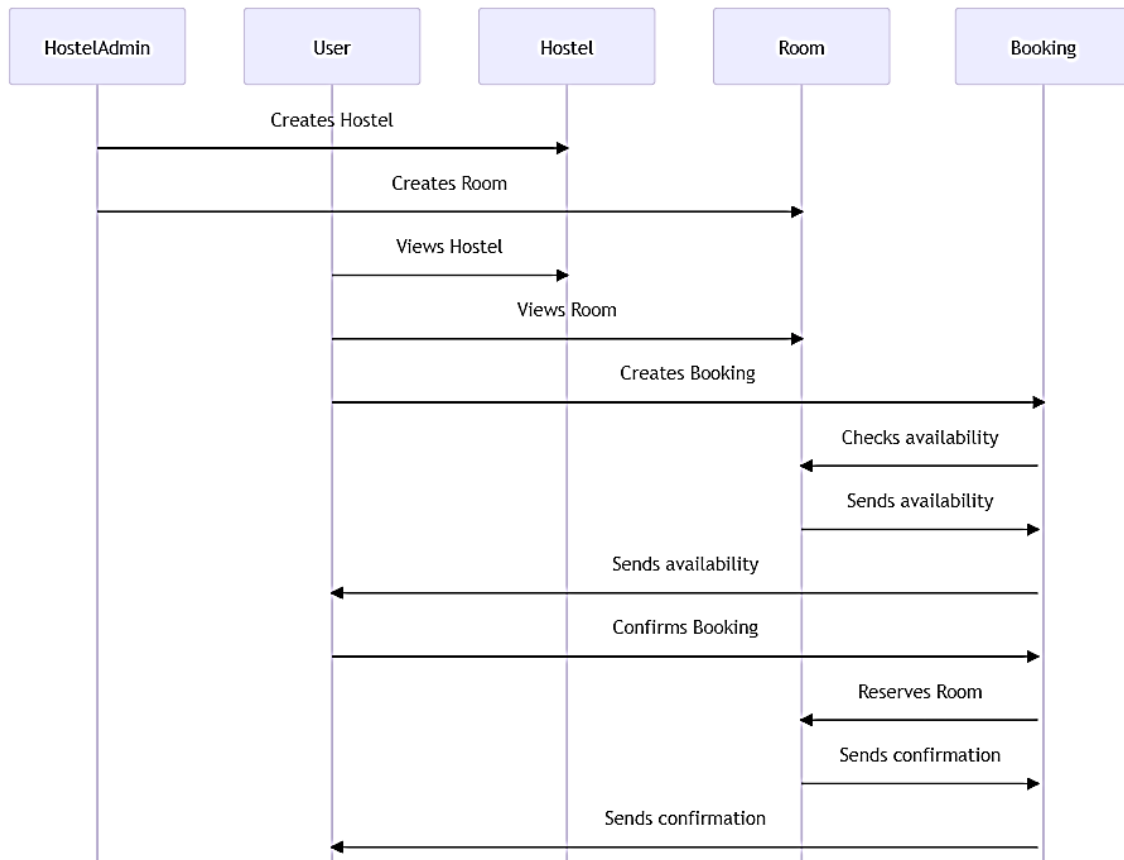 HostelAdmin
User
Hostel
Room
Booking
Creates Hostel
Creates Room
Views Hostel
Views Room
Creates Booking
Checks availability
Sends availability
Sends availability
Confirms Booking
Reserves Room
Sends confirmation
Sends confirmation